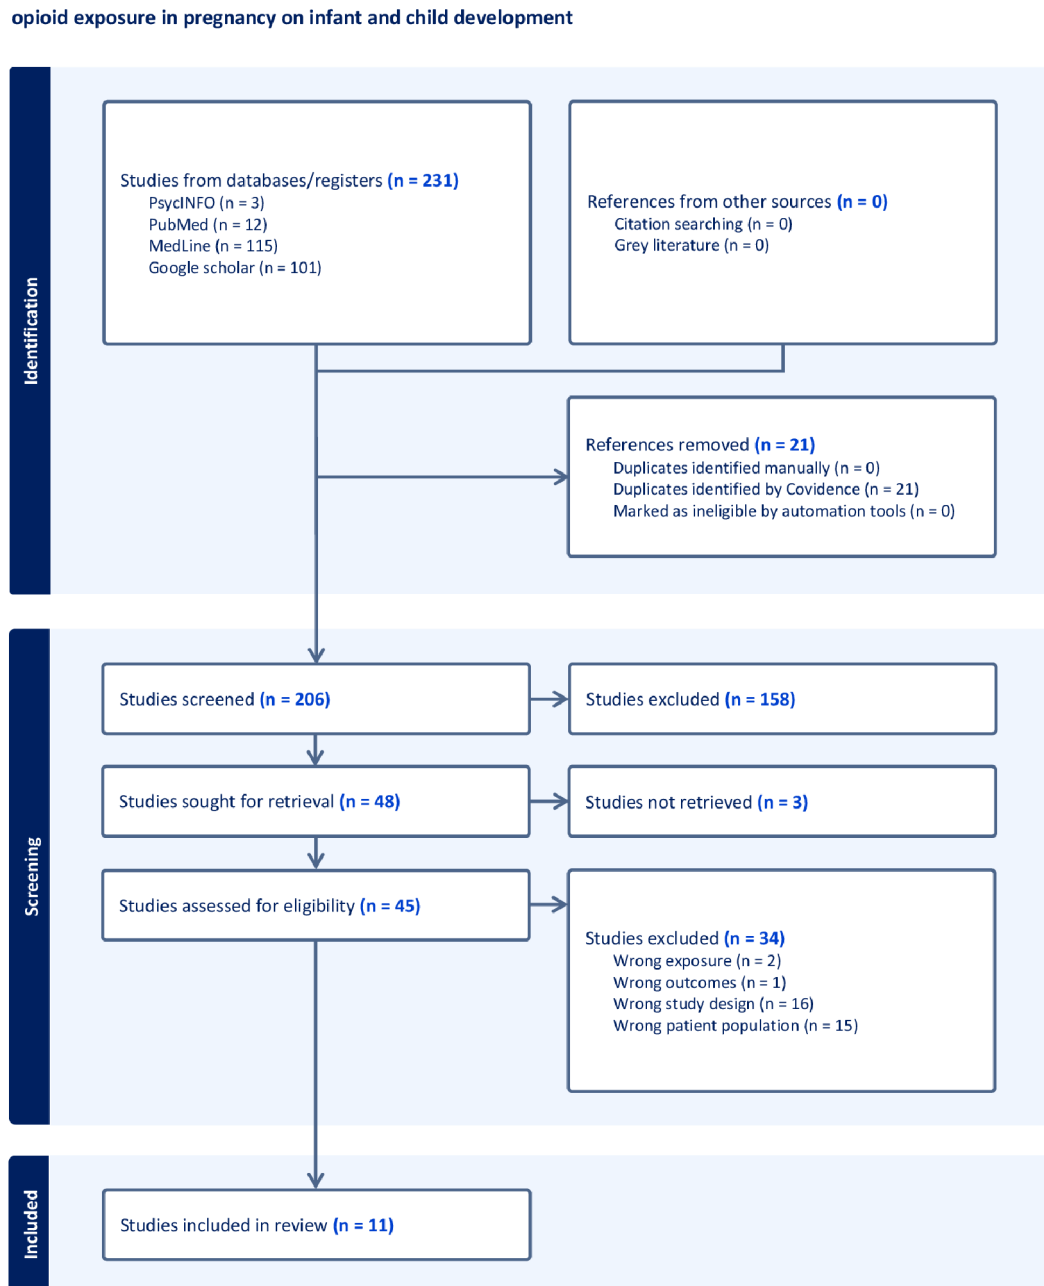 opioid exposure in pregnancy on infant and child development
Identification
Studies from databases/registers (n = 231)
PsycINFO (n = 3)
PubMed (n = 12)
MedLine (n = 115)
Google scholar (n = 101)
References from other sources (n = 0)
Citation searching (n = 0)
Grey literature (n = 0)
References removed (n = 21)
Duplicates identified manually (n = 0)
Duplicates identified by Covidence (n = 21)
Marked as ineligible by automation tools (n = 0)
Screening
Studies screened (n = 206)
Studies excluded (n = 158)
Studies sought for retrieval (n = 48)
Studies not retrieved (n = 3)
Studies assessed for eligibility (n = 45)
Studies excluded (n = 34)
Wrong exposure (n = 2)
Wrong outcomes (n = 1)
Wrong study design (n = 16)
Wrong patient population (n = 15)
Included
Studies included in review (n = 11)